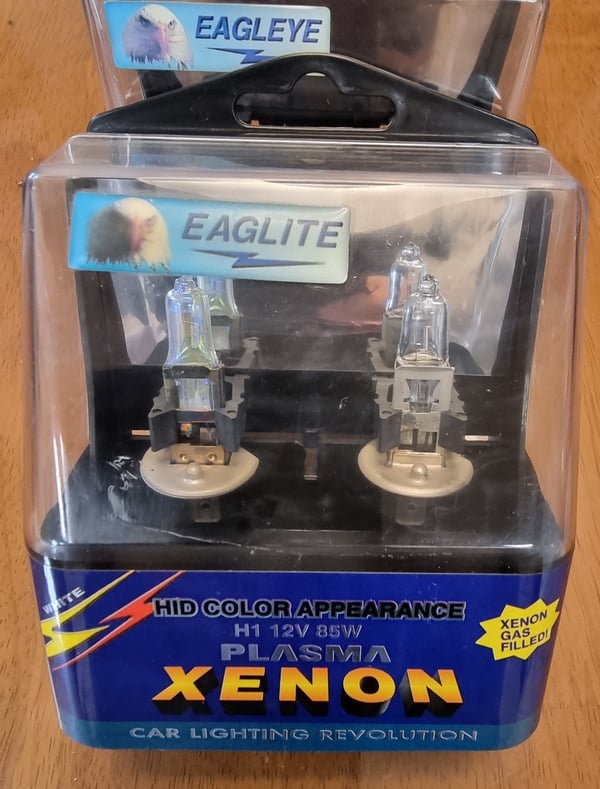 EAGLEYE
EAGLITE
WHITE
HID COLOR APPEARANCE
H1 12V 85W
PLASMA
XENON
XENON
GAS
FILLED!
CAR LIGHTING REVOLUTION